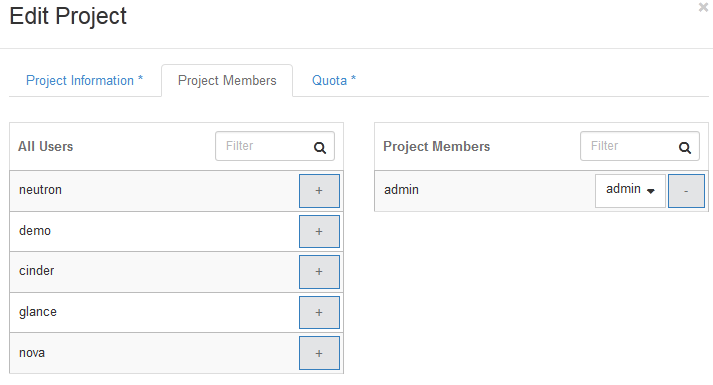 Edit Project
×
Project Information *
Project Members
Quota *
All Users
Filter
neutron
+
demo
+
cinder
+
glance
+
nova
+
Project Members
Filter
admin
admin
-